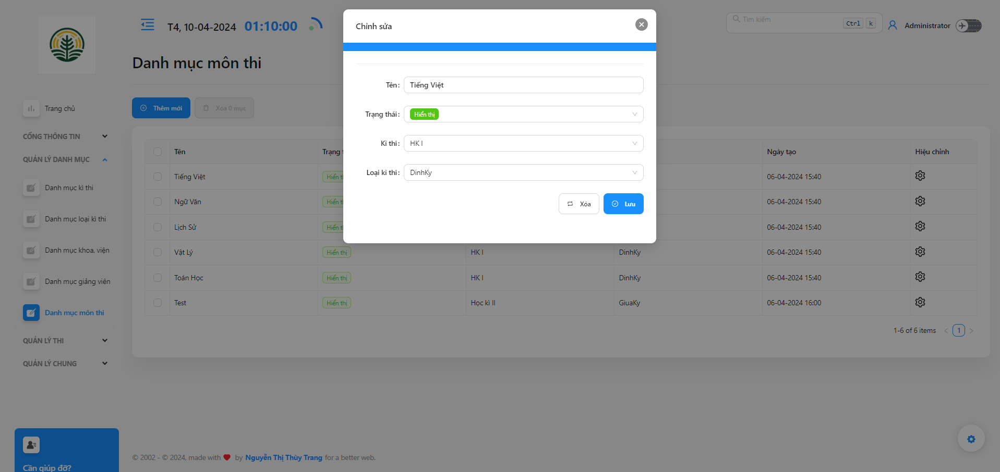 T4, 10-04-2024 01:10:00
Chỉnh sửa
Tìm kiếm Ctrl k
Administrator
Danh mục môn thi
Thêm mới
Xóa 0 mục
Trang chủ
CỔNG THÔNG TIN
QUẢN LÝ DANH MỤC
Danh mục kì thi
Danh mục loại kì thi
Danh mục khoa, viện
Danh mục giảng viên
Danh mục môn thi
QUẢN LÝ THI
QUẢN LÝ CHUNG
Cần giúp đỡ?
Tên: Tiếng Việt
Trạng thái: Hiển thị
Kì thi: HK I
Loại kì thi: DinhKy
Xóa Lưu
Tên Trạng Ngày tạo Hiệu chỉnh
Tiếng Việt Hiển 06-04-2024 15:40
Ngữ Văn Hiển 06-04-2024 15:40
Lịch Sử Hiển 06-04-2024 15:40
Vật Lý Hiển thị HK I DinhKy 06-04-2024 15:40
Toán Học Hiển thị HK I DinhKy 06-04-2024 15:40
Test Hiển thị Học kì II GiuaKy 06-04-2024 16:00
1-6 of 6 items 1
© 2002 - © 2024, made with by Nguyễn Thị Thùy Trang for a better web.